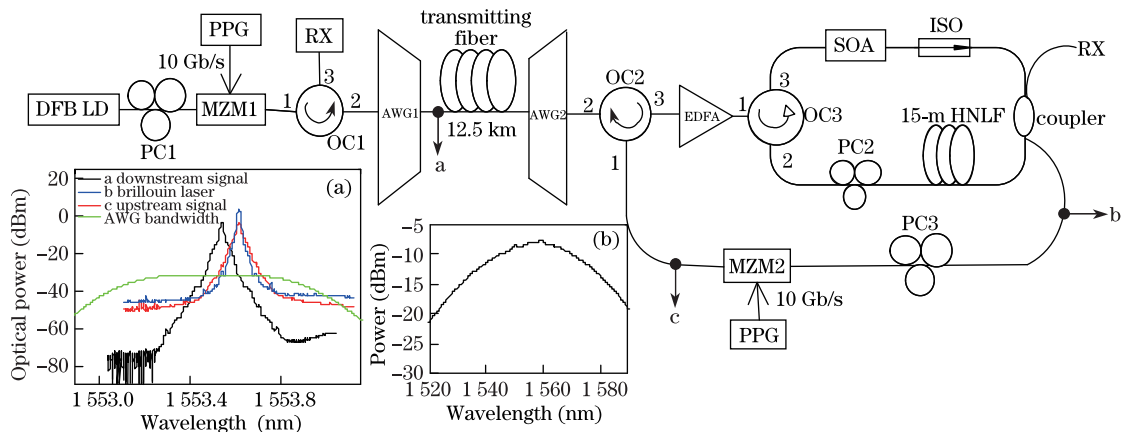 PPG
10 Gb/s
RX
DFB LD
PC1
MZM1
1
3
2
OC1
AWG1
a
transmitting
fiber
12.5 km
AWG2
2
OC2
3
1
EDFA
1
3
OC3
2
SOA
ISO
RX
15-m HNLF
coupler
PC2
PC3
b
MZM2
10 Gb/s
PPG
c
(a)
a downstream signal
b brillouin laser
c upstream signal
AWG bandwidth
Optical power (dBm)
20
0
−20
−40
−60
−80
1 553.0
1 553.4
1 553.8
Wavelength (nm)
(b)
Power (dBm)
−5
−10
−15
−20
−25
−30
1 520
1 540
1 560
1 580
Wavelength (nm)